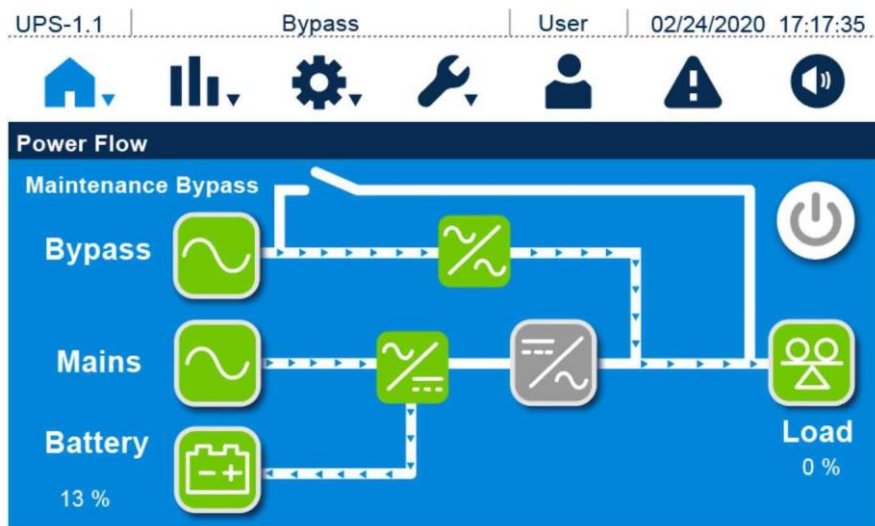 UPS-1.1 Bypass User 02/24/2020 17:17:35
Power Flow
Maintenance Bypass
Bypass
Mains
Battery
13 %
Load
0 %